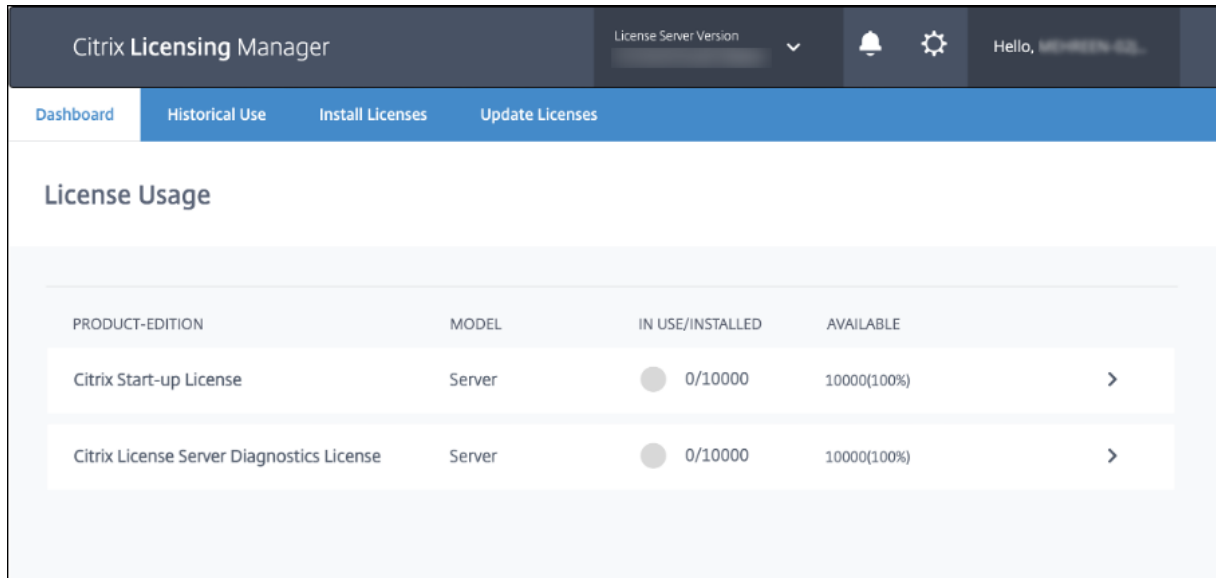 Citrix Licensing Manager
License Server Version
Hello,
Dashboard
Historical Use
Install Licenses
Update Licenses
License Usage
PRODUCT-EDITION MODEL IN USE/INSTALLED AVAILABLE
Citrix Start-up License Server 0/10000 10000(100%)
Citrix License Server Diagnostics License Server 0/10000 10000(100%)